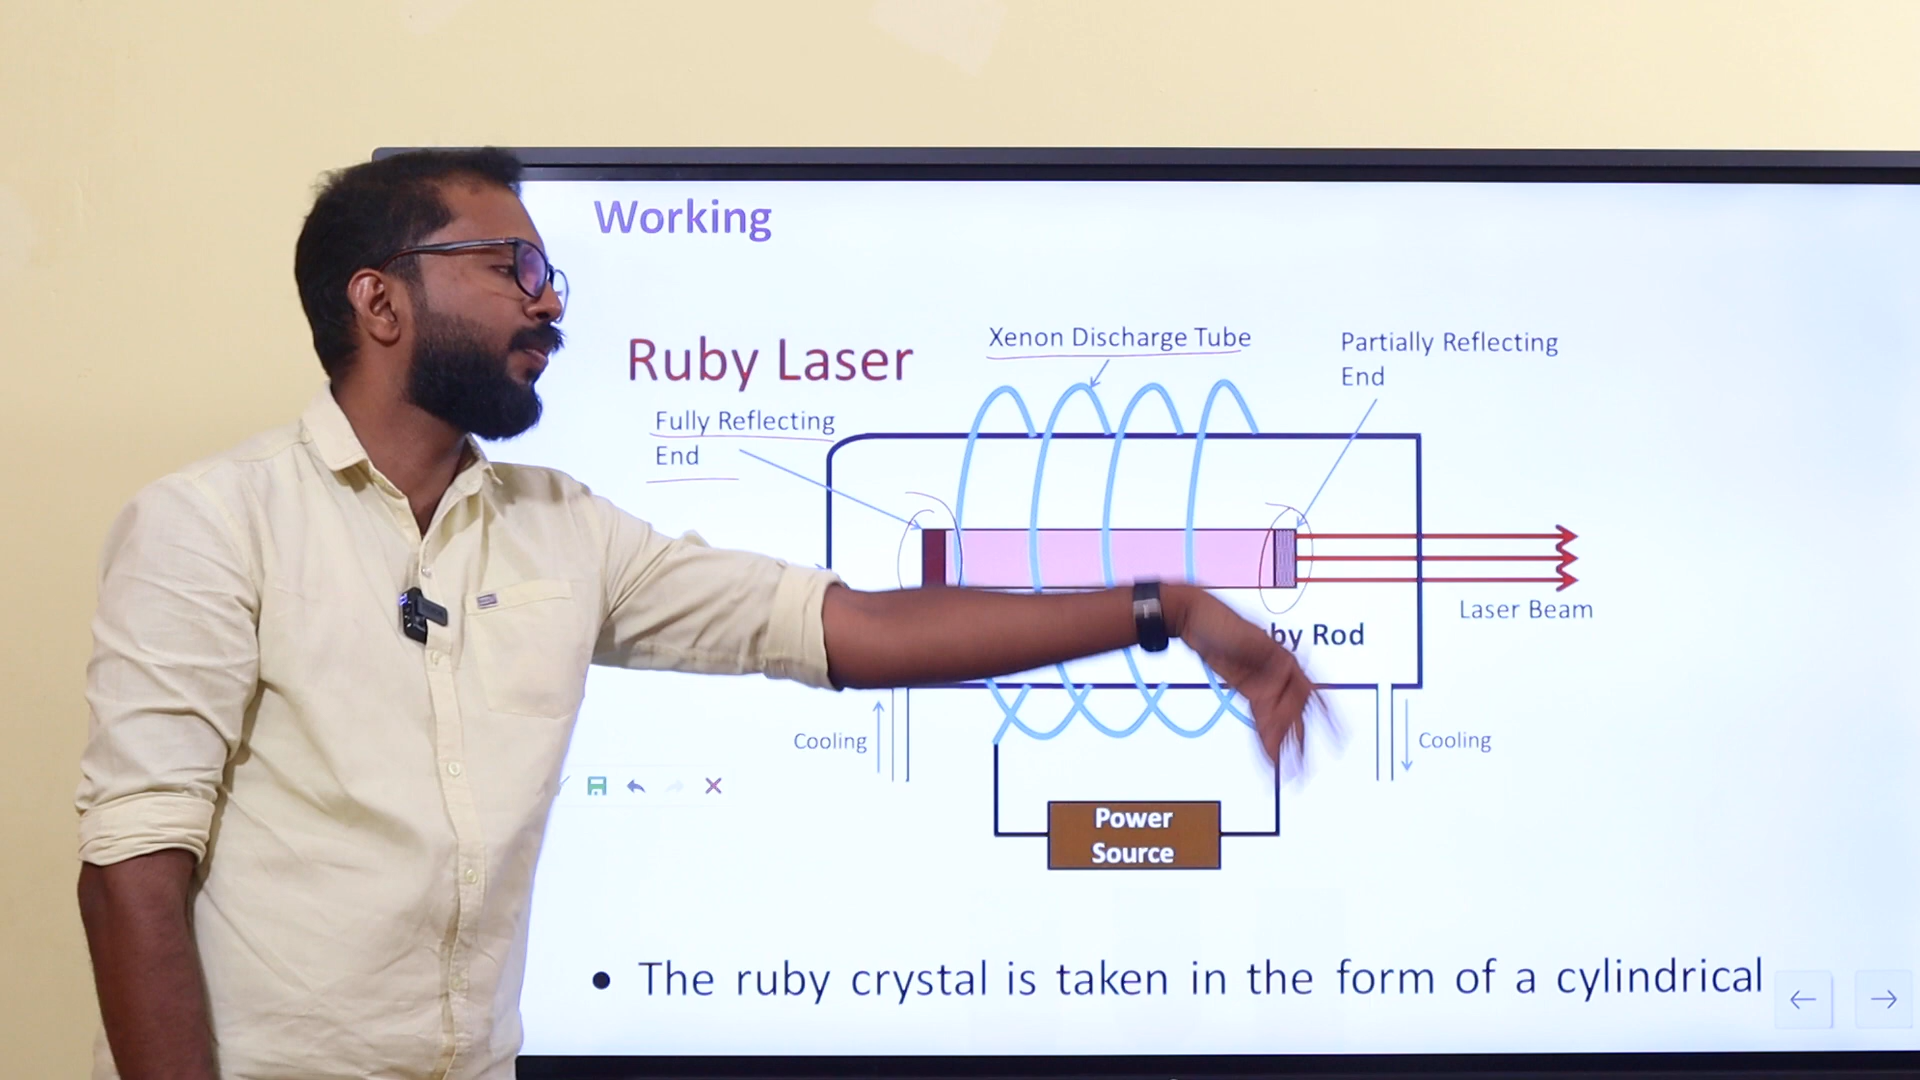 Working
Ruby Laser
Xenon Discharge Tube
Partially Reflecting
End
Fully Reflecting
End
Laser Beam
by Rod
Cooling
Cooling
Power
Source
• The ruby crystal is taken in the form of a cylindrical